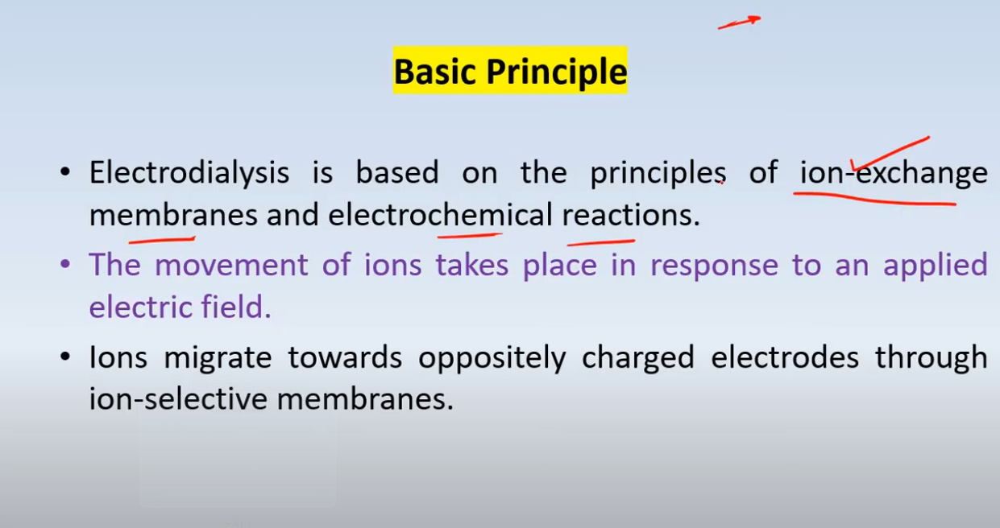 Basic Principle
• Electrodialysis is based on the principles of ion-exchange
membranes and electrochemical reactions.
• The movement of ions takes place in response to an applied
electric field.
• Ions migrate towards oppositely charged electrodes through
ion-selective membranes.